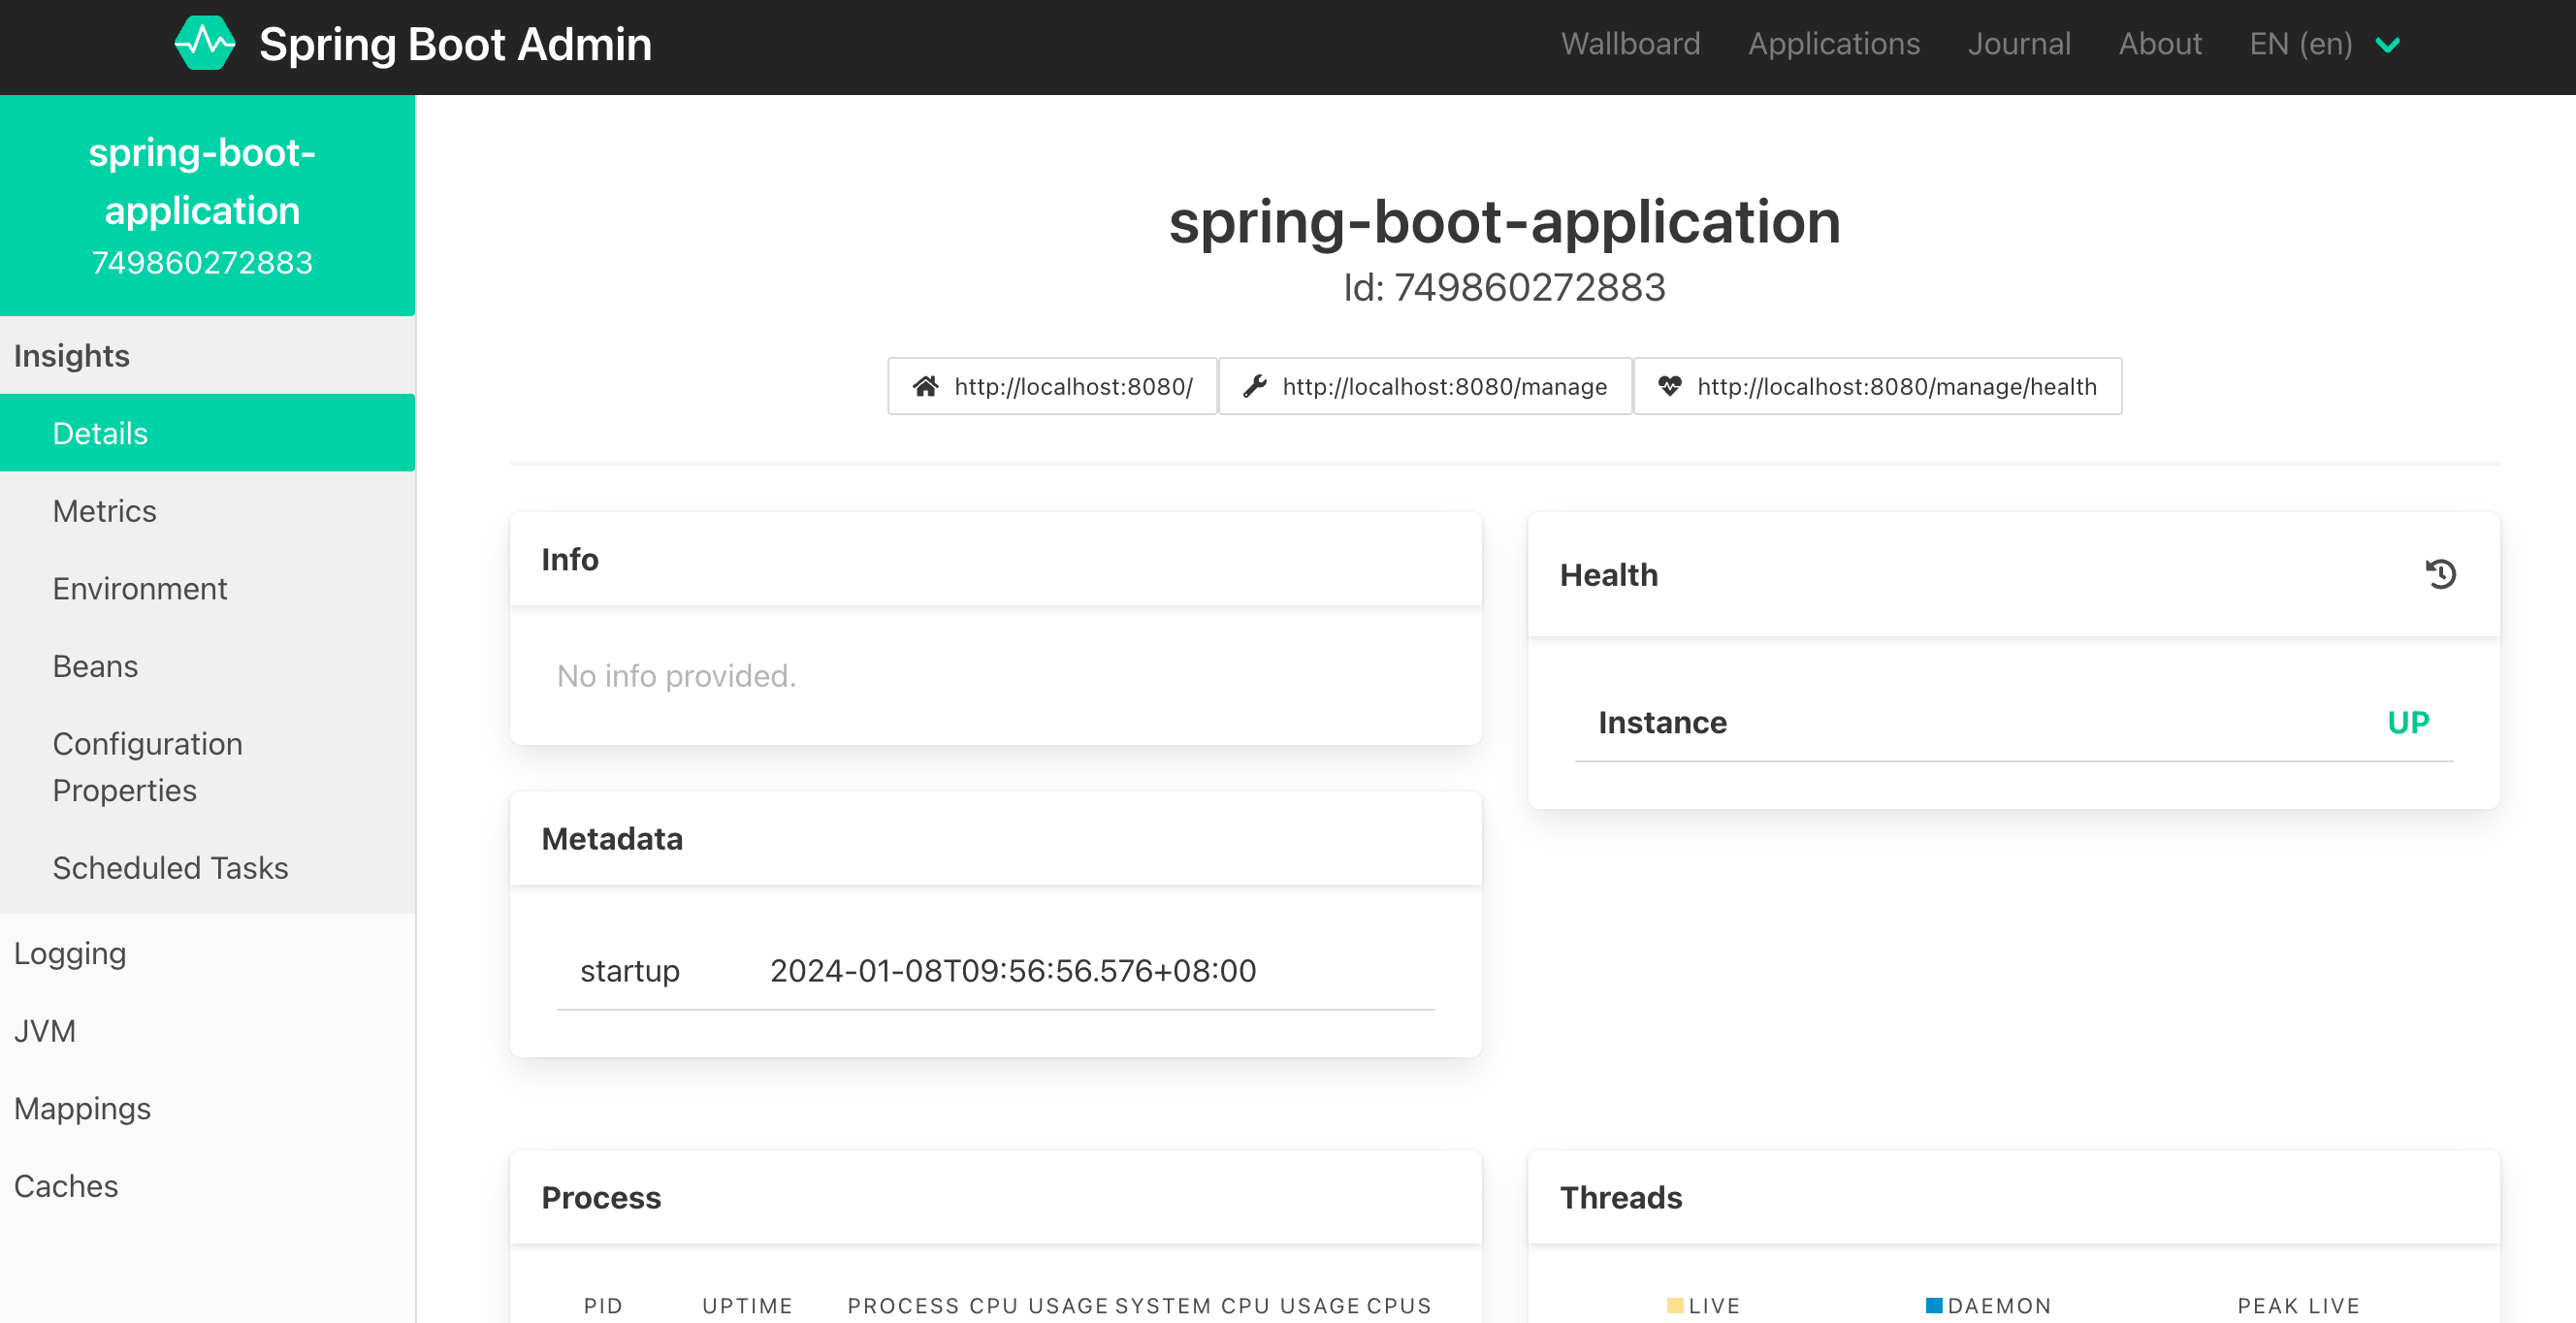 Spring Boot Admin
Wallboard Applications Journal About EN (en)
spring-boot-
application
749860272883
Insights
Details
Metrics
Environment
Beans
Configuration
Properties
Scheduled Tasks
Logging
JVM
Mappings
Caches
spring-boot-application
Id: 749860272883
http://localhost:8080/ http://localhost:8080/manage http://localhost:8080/manage/health
Info
No info provided.
Health
Instance UP
Metadata
startup 2024-01-08T09:56:56.576+08:00
Process
PID UPTIME PROCESS CPU USAGE SYSTEM CPU USAGE CPUS
Threads
LIVE DAEMON PEAK LIVE